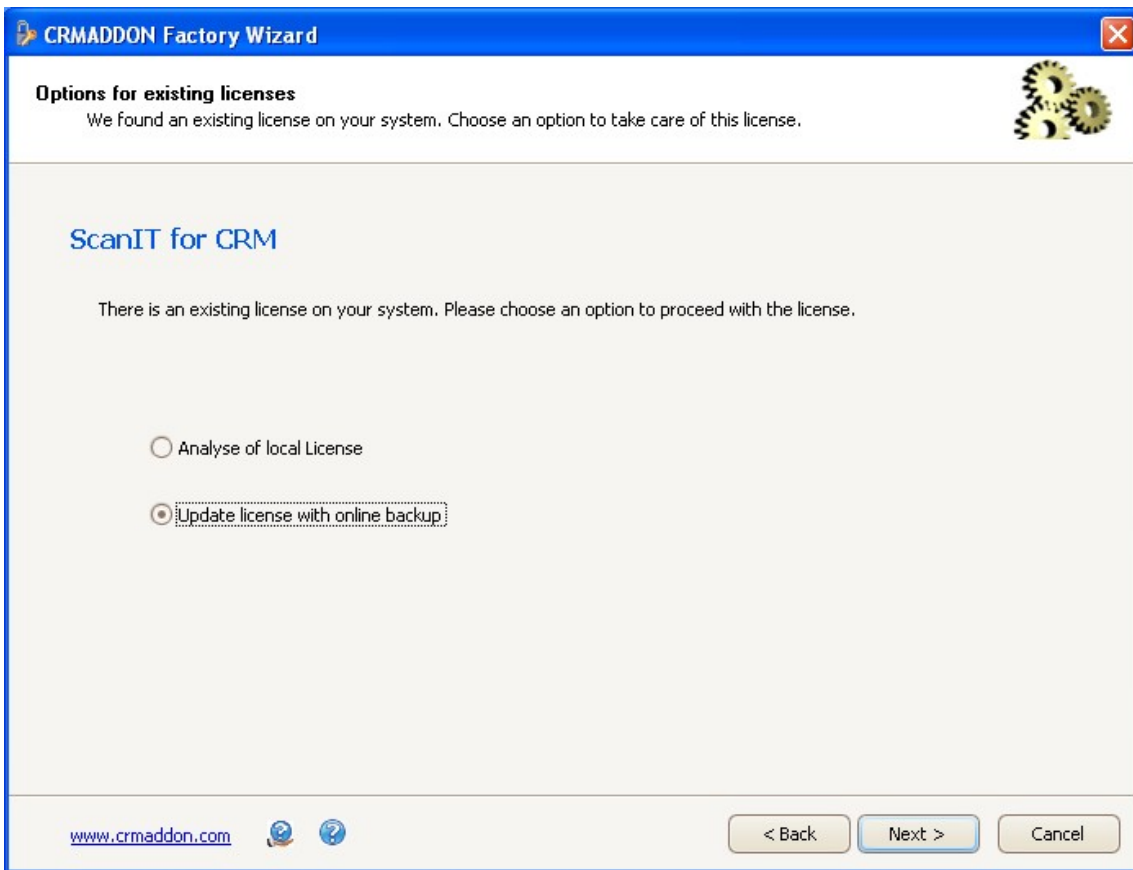 CRMADDON Factory Wizard
Options for existing licenses
We found an existing license on your system. Choose an option to take care of this license.
ScanIT for CRM
There is an existing license on your system. Please choose an option to proceed with the license.
Analyse of local License
Update license with online backup
www.crmaddon.com
< Back Next > Cancel